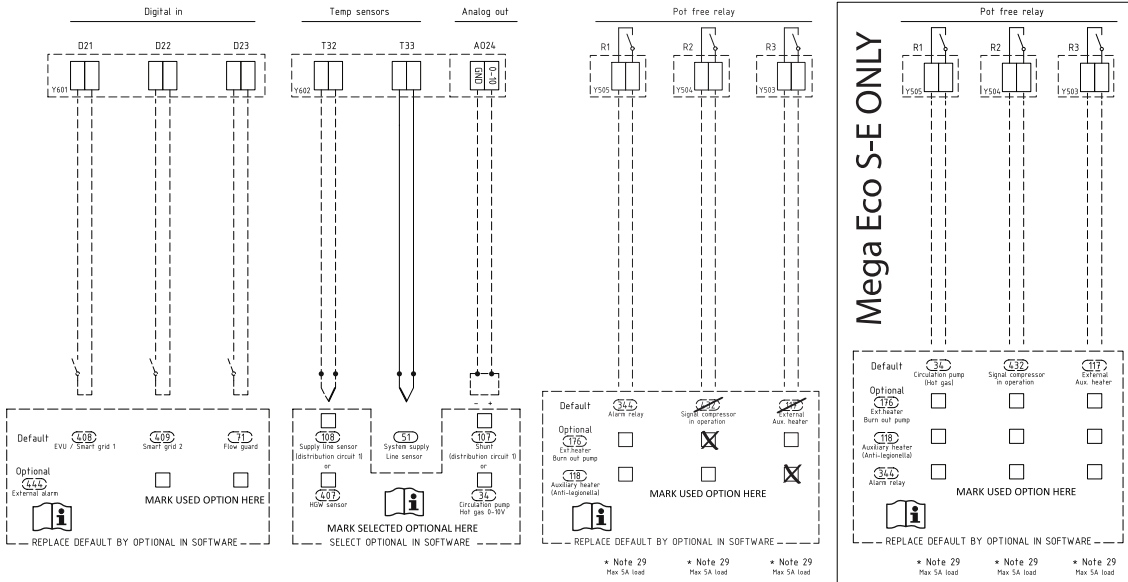 Digital in
D21 D22 D23
Y601
Default
408
EVU / Smart grid 1
409
Smart grid 2
71
Flow guard
Optional
444
External alarm
MARK USED OPTION HERE
i
REPLACE DEFAULT BY OPTIONAL IN SOFTWARE
Temp sensors
Analog out
T32 T33 AO24
Y602
GND
0-10
- +
108
Supply line sensor
(distribution circuit 1)
or
407
HGW sensor
51
System supply
Line sensor
107
Shunt
(distribution circuit 1)
or
34
Circulation pump
Hot gas 0-10V
i
MARK SELECTED OPTIONAL HERE
SELECT OPTIONAL IN SOFTWARE
Pot free relay
R1 R2 R3
Y505 Y504 Y503
Default
344
Alarm relay
Signal compressor
in operation
External
Aux. heater
Optional
176
Ext.heater
Burn out pump
118
Auxiliary heater
(Anti-legionella)
MARK USED OPTION HERE
i
REPLACE DEFAULT BY OPTIONAL IN SOFTWARE
* Note 29 * Note 29 * Note 29
Max 5A load Max 5A load Max 5A load
Mega Eco S-E ONLY
Pot free relay
R1 R2 R3
Y505 Y504 Y503
Default
34
Circulation pump
(Hot gas)
432
Signal compressor
in operation
117
External
Aux. heater
Optional
176
Ext.heater
Burn out pump
118
Auxiliary heater
(Anti-legionella)
344
Alarm relay
MARK USED OPTION HERE
i
REPLACE DEFAULT BY OPTIONAL IN SOFTWARE
* Note 29 * Note 29 * Note 29
Max 5A load Max 5A load Max 5A load